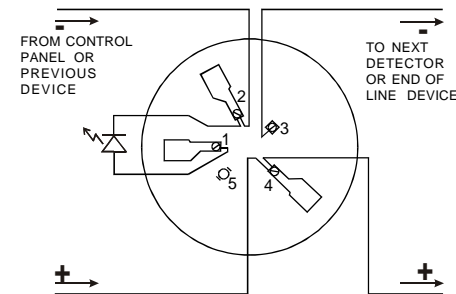 -
-
FROM CONTROL
PANEL OR
PREVIOUS
DEVICE
TO NEXT
DETECTOR
OR END OF
LINE DEVICE
2
3
1
5
4
+
+